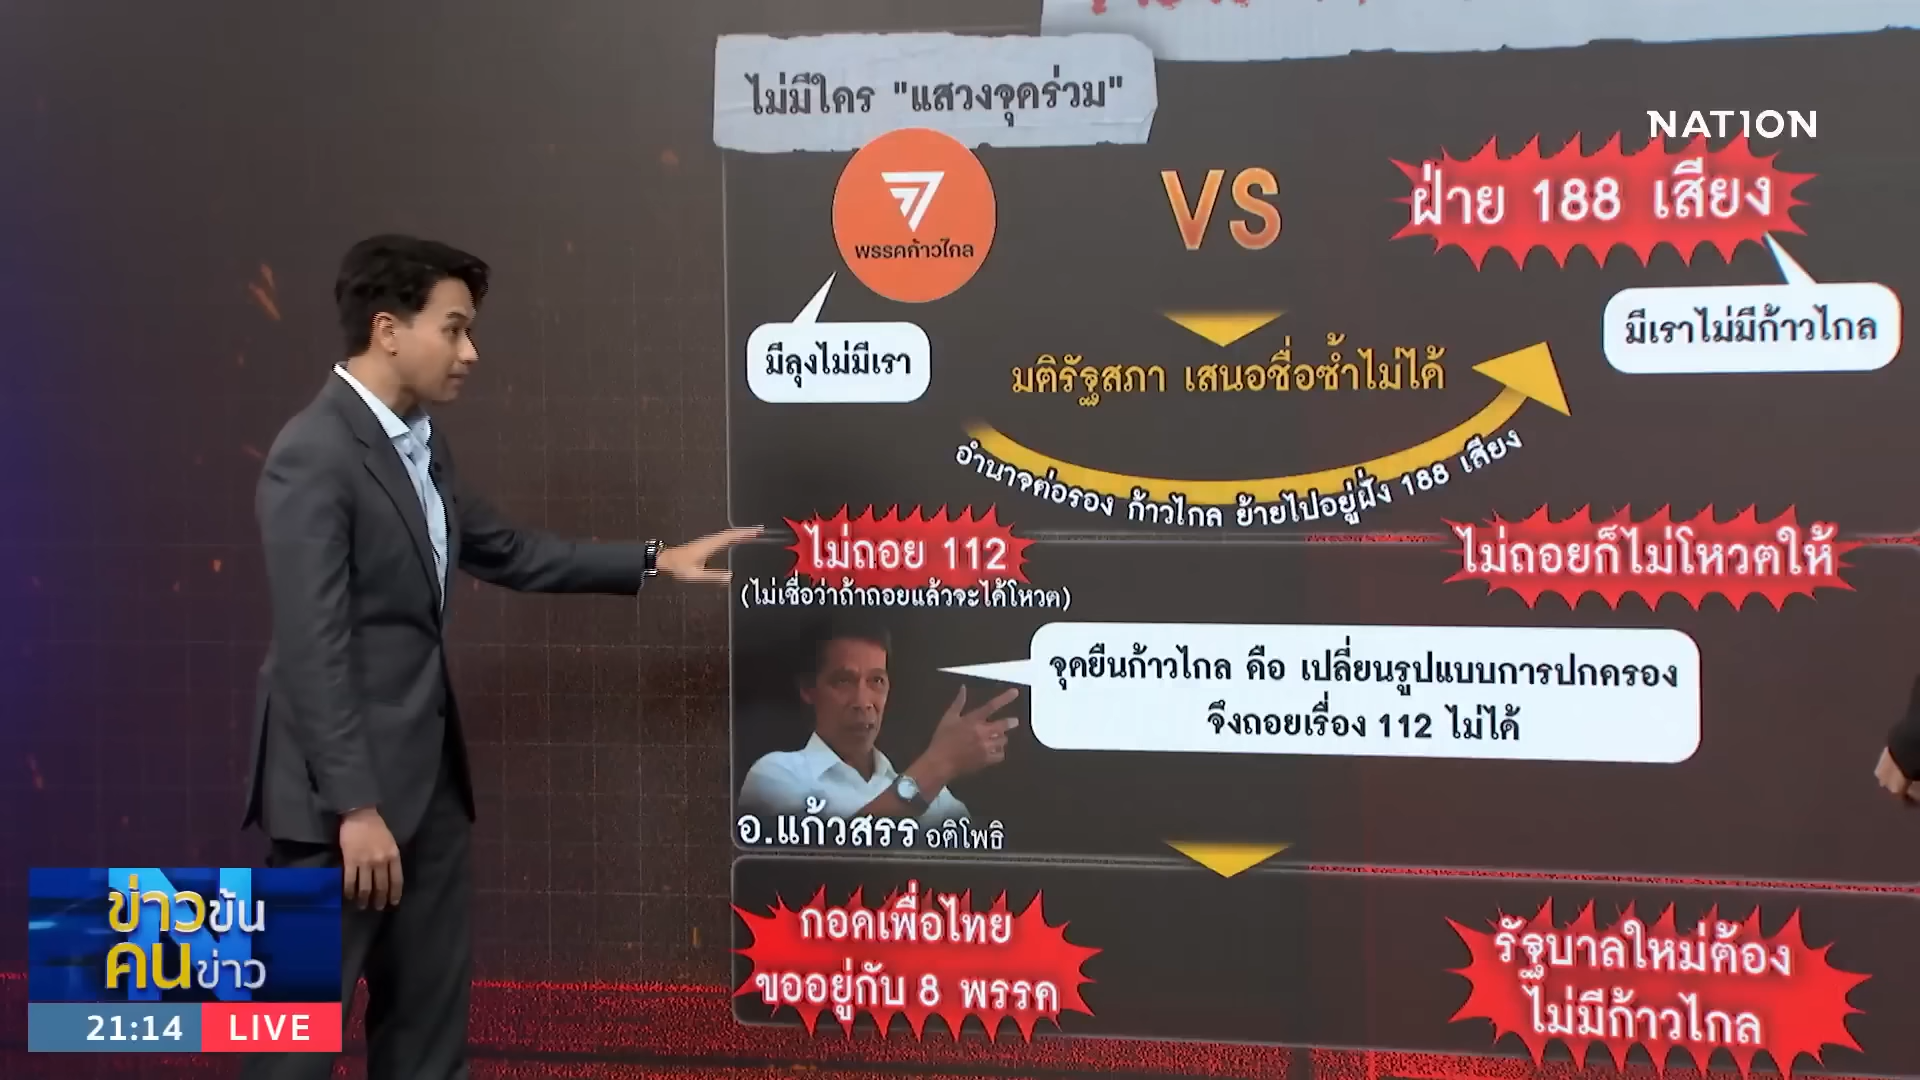 ไม่มีใคร "แสวงจุดร่วม"
NATION
พรรคก้าวไกล
VS
ฝ่าย 188 เสียง
มีลุงไม่มีเรา
มีเราไม่มีก้าวไกล
มติรัฐสภา เสนอชื่อซ้ำไม่ได้
อำนาจต่อรอง ก้าวไกล ย้ายไปอยู่ฝั่ง 188 เสียง
ไม่ถอย 112
(ไม่เชื่อว่าถ้าถอยแล้วจะได้โหวต)
ไม่ถอยก็ไม่โหวตให้
จุดยืนก้าวไกล คือ เปลี่ยนรูปแบบการปกครอง
จึงถอยเรื่อง 112 ไม่ได้
อ.แก้วสรร อติโพธิ
กอดเพื่อไทย
ขออยู่กับ 8 พรรค
รัฐบาลใหม่ต้อง
ไม่มีก้าวไกล
ข่าวข้น
คนข่าว
21:14 LIVE